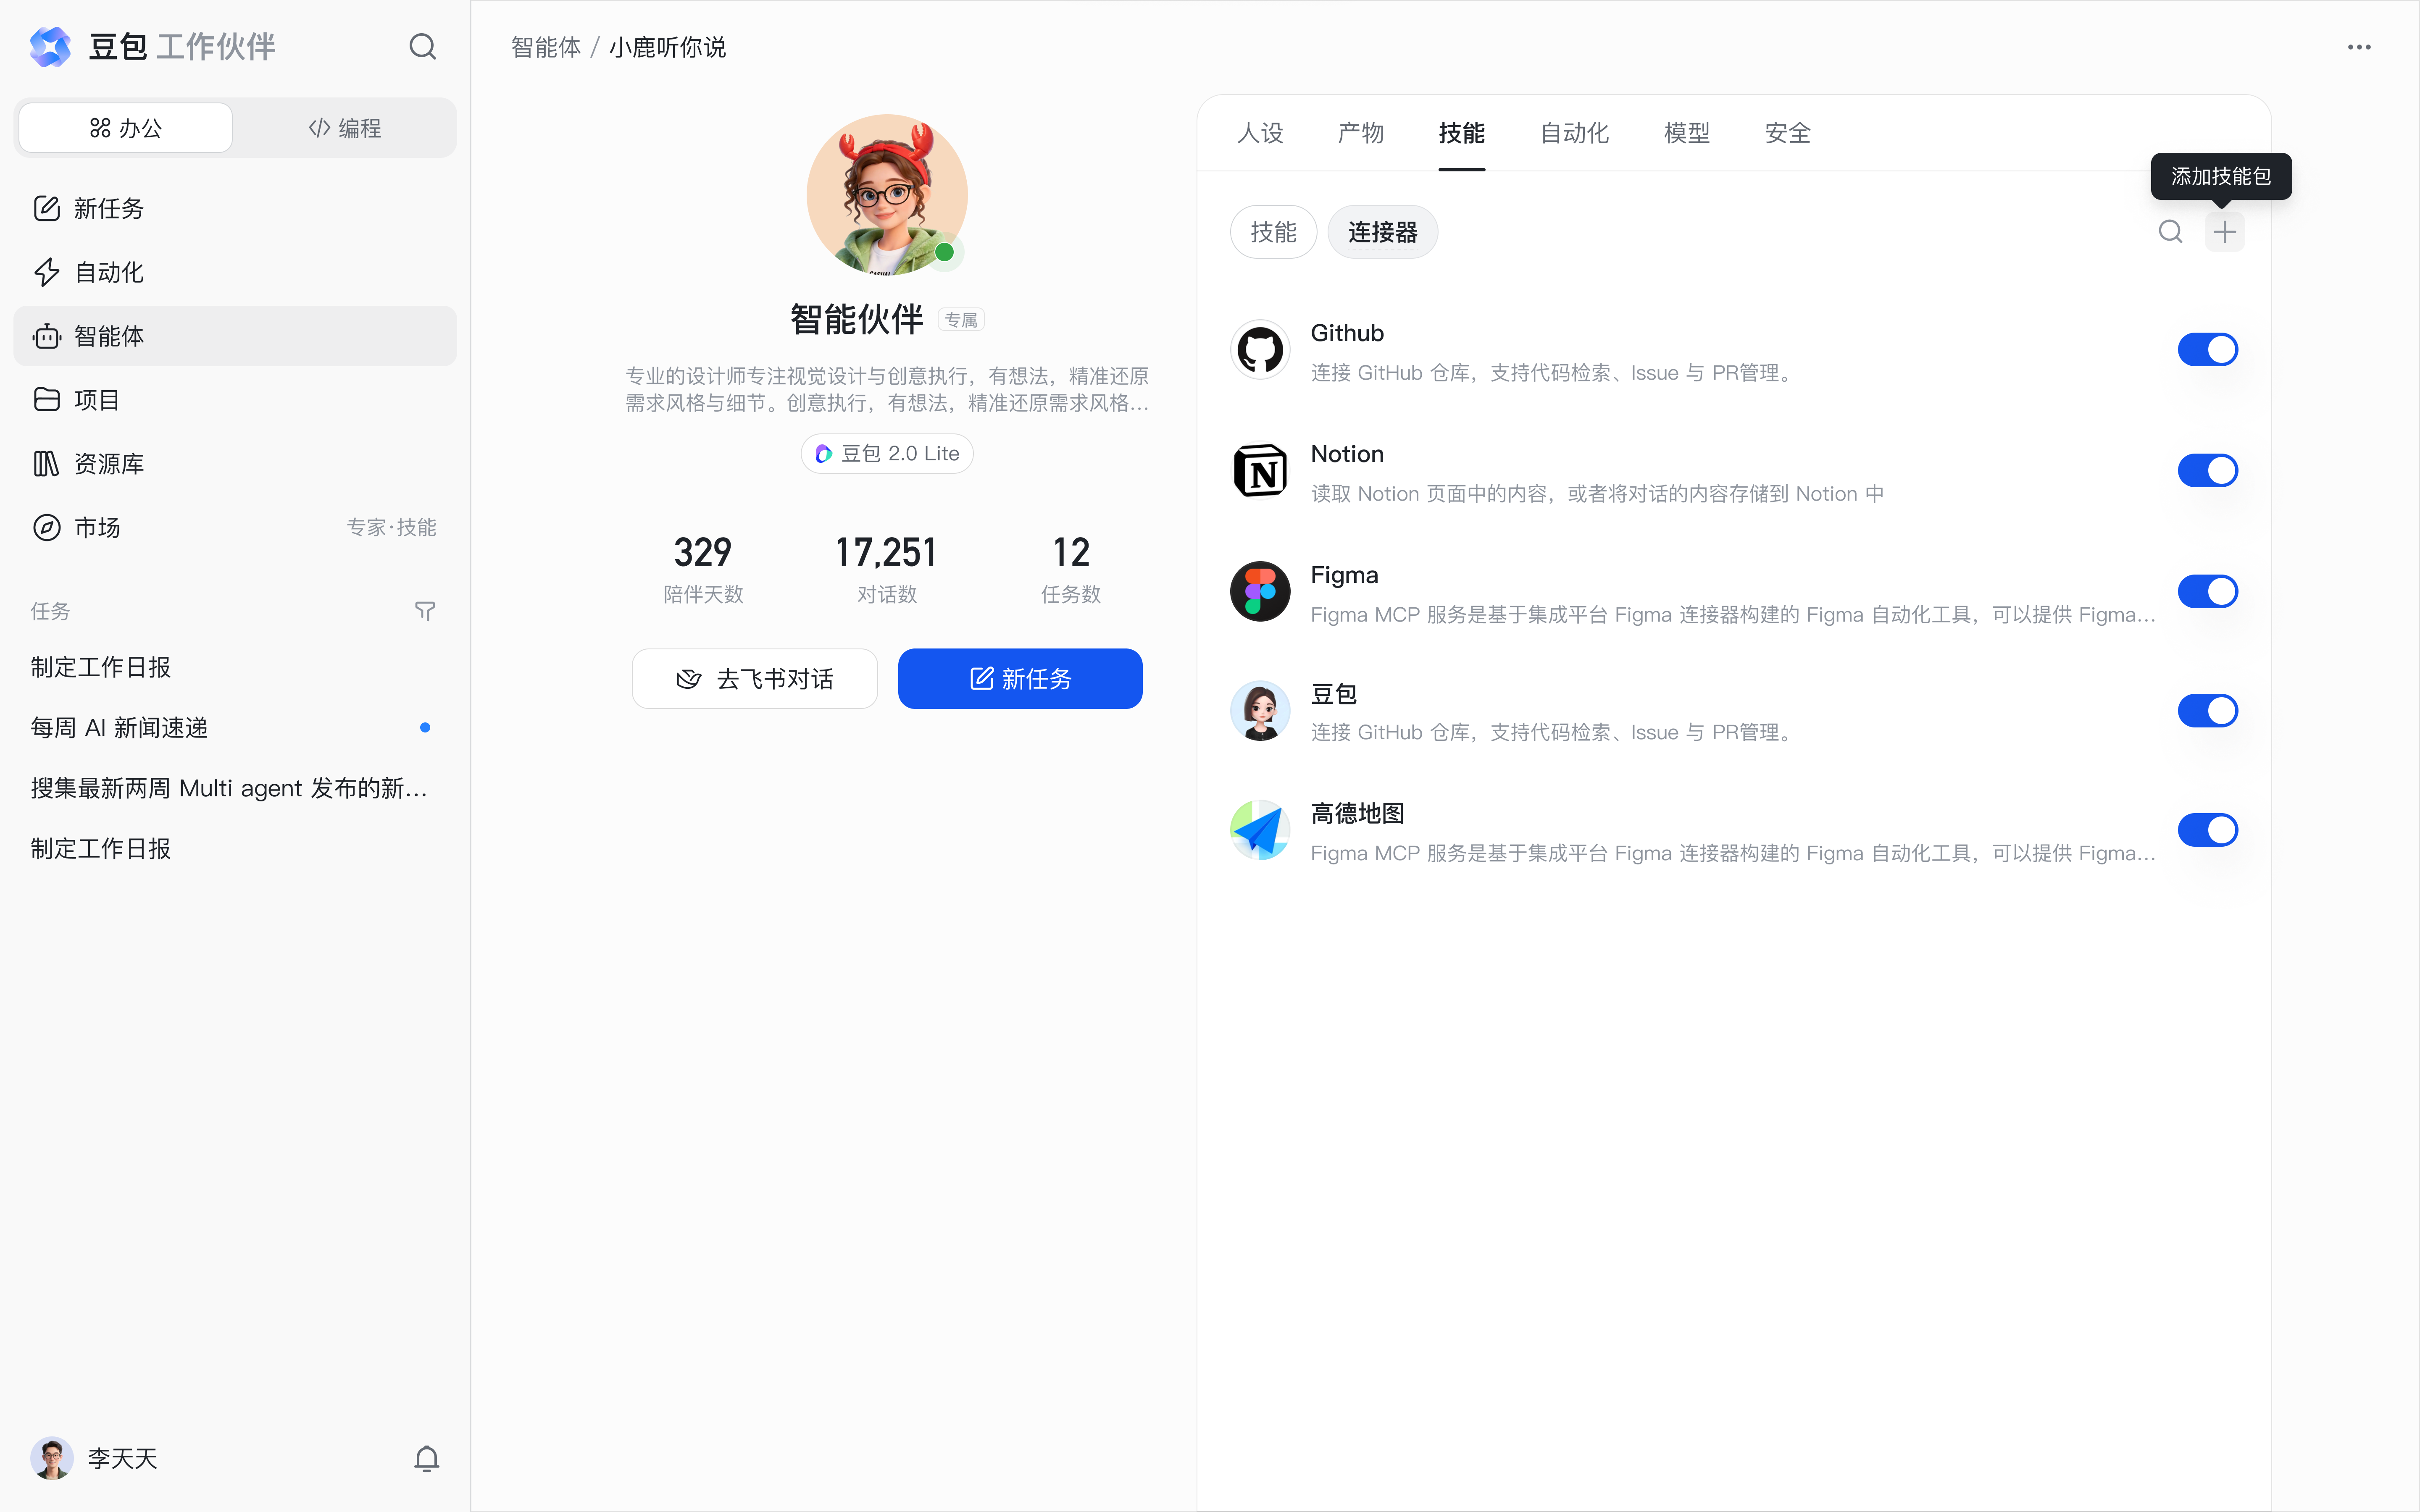 豆包 工作伙伴
办公
编程
新任务
自动化
智能体
项目
资源库
市场
专家·技能
任务
制定工作日报
每周 AI 新闻速递
搜集最新两周 Multi agent 发布的新...
制定工作日报
李天天
智能体 / 小鹿听你说
CASUAL
智能伙伴 专属
专业的设计师专注视觉设计与创意执行，有想法，精准还原
需求风格与细节。创意执行，有想法，精准还原需求风格...
豆包 2.0 Lite
329
陪伴天数
17,251
对话数
12
任务数
去飞书对话
新任务
人设
产物
技能
自动化
模型
安全
添加技能包
技能
连接器
Github
连接 GitHub 仓库，支持代码检索、Issue 与 PR管理。
Notion
读取 Notion 页面中的内容，或者将对话的内容存储到 Notion 中
Figma
Figma MCP 服务是基于集成平台 Figma 连接器构建的 Figma 自动化工具，可以提供 Figma...
豆包
连接 GitHub 仓库，支持代码检索、Issue 与 PR管理。
高德地图
Figma MCP 服务是基于集成平台 Figma 连接器构建的 Figma 自动化工具，可以提供 Figma...